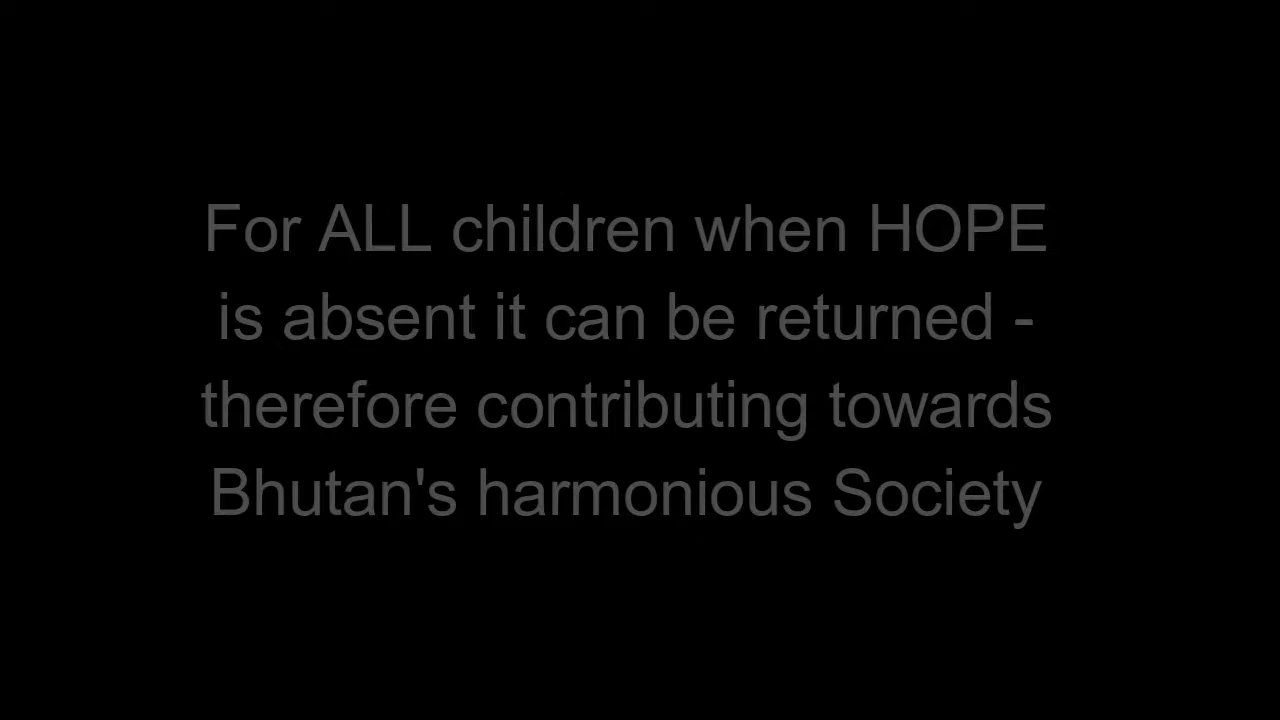 For ALL children when HOPE
is absent it can be returned -
therefore contributing towards
Bhutan's harmonious Society